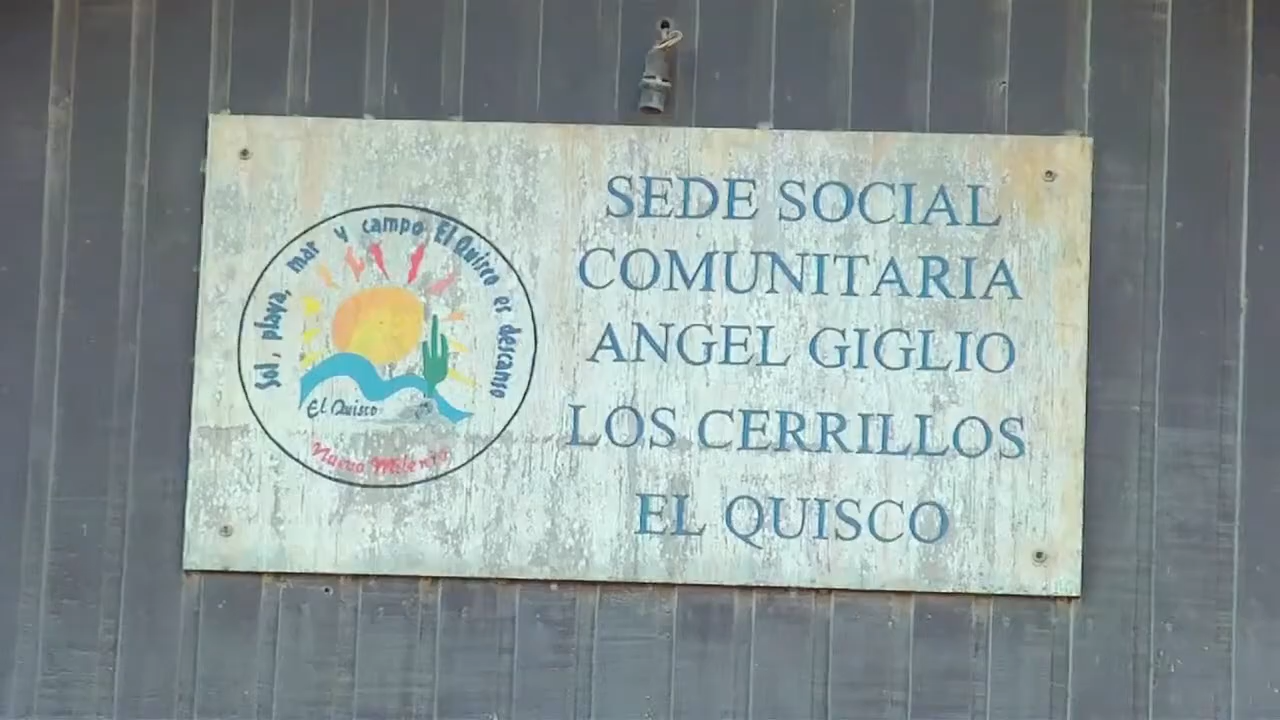 Sol, playa, mar y campo El Quisco es descanso
El Quisco
Nuevo Milenio
SEDE SOCIAL
COMUNITARIA
ANGEL GIGLIO
LOS CERRILLOS
EL QUISCO